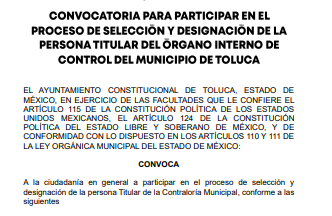 CONVOCATORIA PARA PARTICIPAR EN EL
PROCESO DE SELECCIÓN Y DESIGNACIÓN DE LA
PERSONA TITULAR DEL ÓRGANO INTERNO DE
CONTROL DEL MUNICIPIO DE TOLUCA
EL AYUNTAMIENTO CONSTITUCIONAL DE TOLUCA, ESTADO DE
MÉXICO, EN EJERCICIO DE LAS FACULTADES QUE LE CONFIERE EL
ARTÍCULO 115 DE LA CONSTITUCIÓN POLÍTICA DE LOS ESTADOS
UNIDOS MEXICANOS, EL ARTÍCULO 124 DE LA CONSTITUCIÓN
POLÍTICA DEL ESTADO LIBRE Y SOBERANO DE MÉXICO, Y DE
CONFORMIDAD CON LO DISPUESTO EN LOS ARTÍCULOS 110 Y 111 DE
LA LEY ORGÁNICA MUNICIPAL DEL ESTADO DE MÉXICO:
CONVOCA
A la ciudadanía en general a participar en el proceso de selección y
designación de la persona Titular de la Contraloría Municipal, conforme a las
siguientes